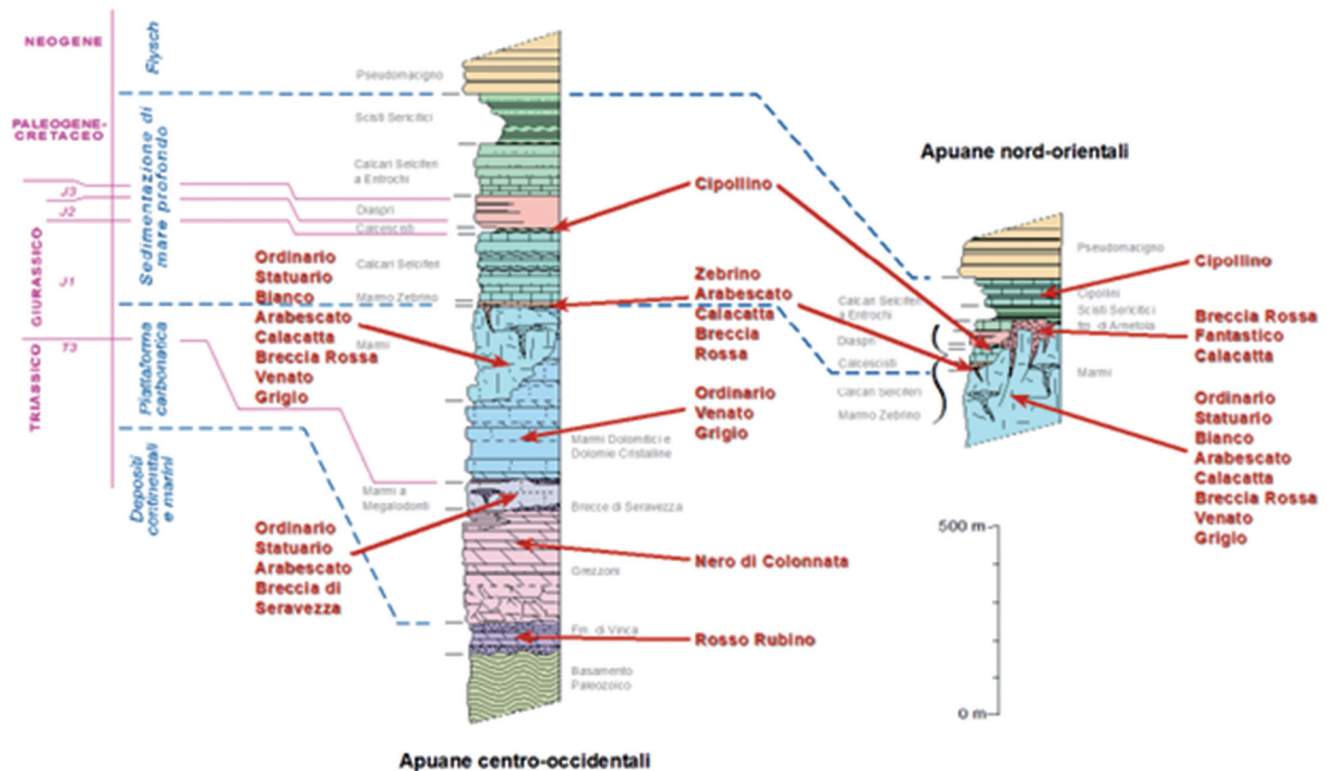 NEOGENE
PALEOGENE-
CRETACEO
J3
J2
GIURASSICO
J1
TRIASSICO
T3
Flysch
Sedimentazione di
mare profondo
Piattaforma
carbonatica
Depositi
continentali
e marini
Pseudomacigno
Scisti Sericitici
Calcari Selciferi
a Entrochi
Diaspri
Calcescisti
Calcari Selciferi
Marmo Zebrino
Marmi
Marmi a
Megalodonti
Marmi Dolomitici e
Dolomie Cristalline
Brecce di Seravezza
Grezzoni
Fm. di Vinca
Basamento
Paleozoico
Ordinario
Statuario
Bianco
Arabescato
Calacatta
Breccia Rossa
Venato
Grigio
Ordinario
Statuario
Arabescato
Breccia di
Seravezza
Cipollino
Zebrino
Arabescato
Calacatta
Breccia
Rossa
Ordinario
Venato
Grigio
Nero di Colonnata
Rosso Rubino
Apuane centro-occidentali
Apuane nord-orientali
Calcari Selciferi
a Entrochi
Diaspri
Calcescisti
Calcari Selciferi
Marmo Zebrino
Pseudomacigno
Cipollini
Scisti Sericitici
fm. di Arnetola
Marmi
Cipollino
Breccia Rossa
Fantastico
Calacatta
Ordinario
Statuario
Bianco
Arabescato
Calacatta
Breccia Rossa
Venato
Grigio
500 m
0 m